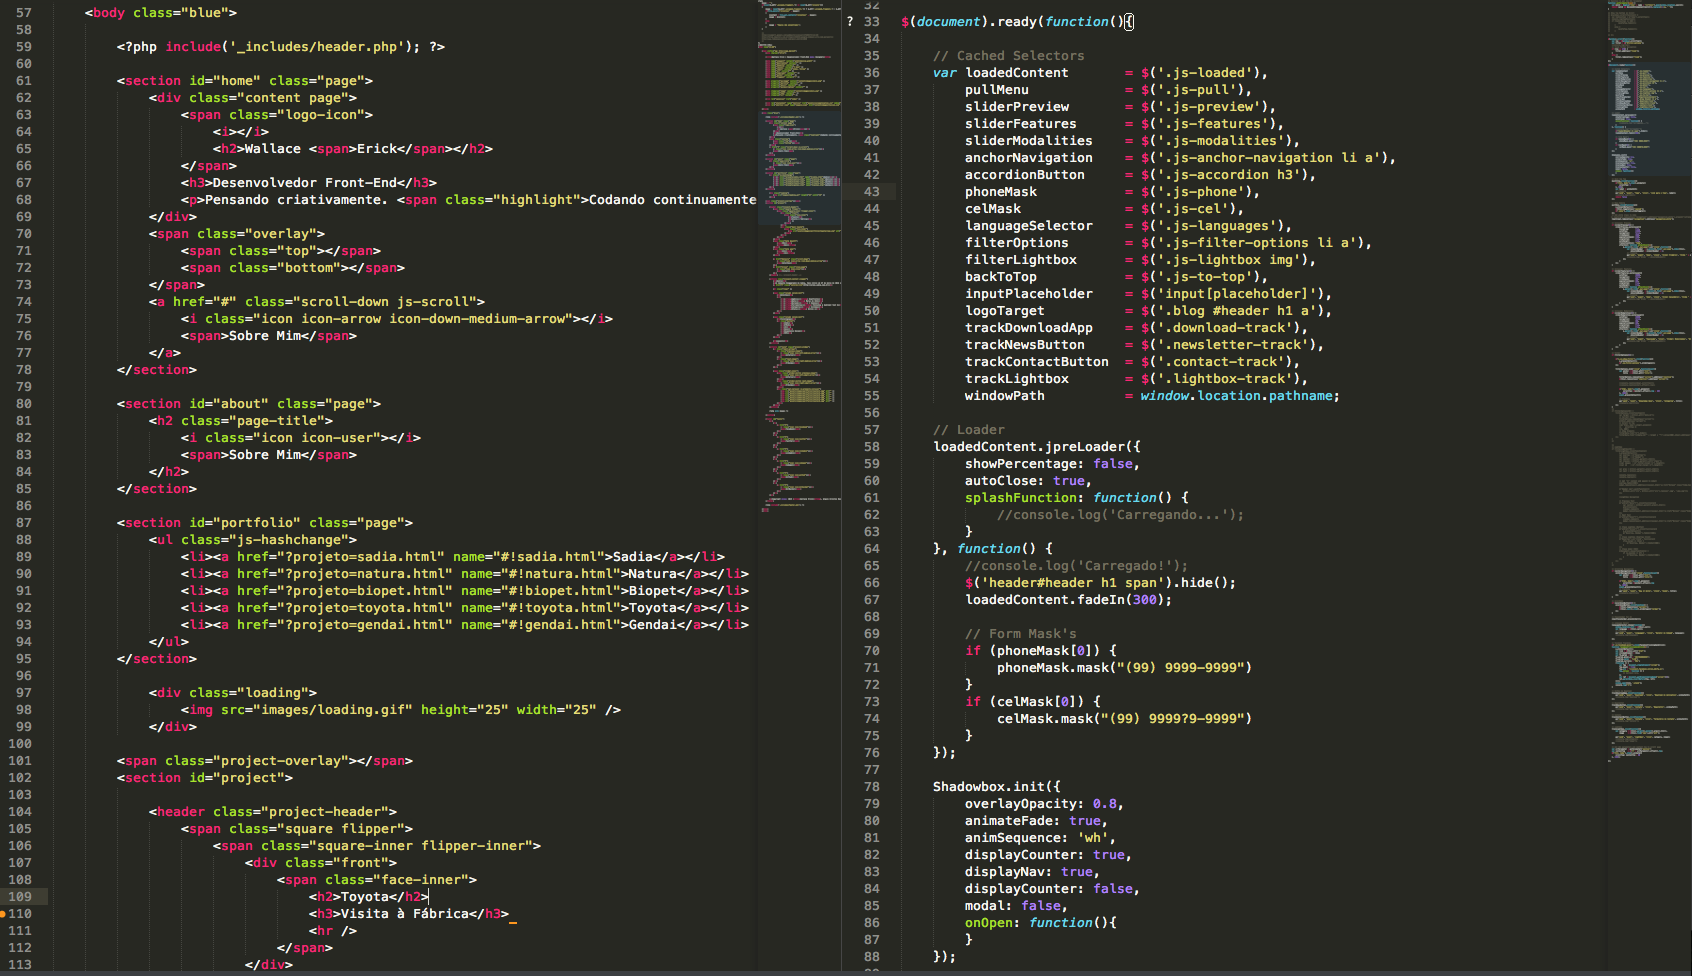 57 <body class="blue">
58
59 <?php include('_includes/header.php'); ?>
60
61 <section id="home" class="page">
62 <div class="content page">
63 <span class="logo-icon">
64 <i></i>
65 <h2>Wallace <span>Erick</span></h2>
66 </span>
67 <h3>Desenvolvedor Front-End</h3>
68 <p>Pensando criativamente. <span class="highlight">Codando continuamente
69 </div>
70 <span class="overlay">
71 <span class="top"></span>
72 <span class="bottom"></span>
73 </span>
74 <a href="#" class="scroll-down js-scroll">
75 <i class="icon icon-arrow icon-down-medium-arrow"></i>
76 <span>Sobre Mim</span>
77 </a>
78 </section>
79
80 <section id="about" class="page">
81 <h2 class="page-title">
82 <i class="icon icon-user"></i>
83 <span>Sobre Mim</span>
84 </h2>
85 </section>
86
87 <section id="portfolio" class="page">
88 <ul class="js-hashchange">
89 <li><a href="?projeto=sadia.html" name="#!sadia.html">Sadia</a></li>
90 <li><a href="?projeto=natura.html" name="#!natura.html">Natura</a></li>
91 <li><a href="?projeto=biopet.html" name="#!biopet.html">Biopet</a></li>
92 <li><a href="?projeto=toyota.html" name="#!toyota.html">Toyota</a></li>
93 <li><a href="?projeto=gendai.html" name="#!gendai.html">Gendai</a></li>
94 </ul>
95 </section>
96
97 <div class="loading">
98 <img src="images/loading.gif" height="25" width="25" />
99 </div>
100
101 <span class="project-overlay"></span>
102 <section id="project">
103
104 <header class="project-header">
105 <span class="square flipper">
106 <span class="square-inner flipper-inner">
107 <div class="front">
108 <span class="face-inner">
109 <h2>Toyota</h2>
110 <h3>Visita à Fábrica</h3>
111 <hr />
112 </span>
113 </div>
32
? 33 $(document).ready(function(){
34
35 // Cached Selectors
36 var loadedContent = $('.js-loaded'),
37 pullMenu = $('.js-pull'),
38 sliderPreview = $('.js-preview'),
39 sliderFeatures = $('.js-features'),
40 sliderModalities = $('.js-modalities'),
41 anchorNavigation = $('.js-anchor-navigation li a'),
42 accordionButton = $('.js-accordion h3'),
43 phoneMask = $('.js-phone'),
44 celMask = $('.js-cel'),
45 languageSelector = $('.js-languages'),
46 filterOptions = $('.js-filter-options li a'),
47 filterLightbox = $('.js-lightbox img'),
48 backToTop = $('.js-to-top'),
49 inputPlaceholder = $('input[placeholder]'),
50 logoTarget = $('.blog #header h1 a'),
51 trackDownloadApp = $('.download-track'),
52 trackNewsButton = $('.newsletter-track'),
53 trackContactButton = $('.contact-track'),
54 trackLightbox = $('.lightbox-track'),
55 windowPath = window.location.pathname;
56
57 // Loader
58 loadedContent.jpreLoader({
59 showPercentage: false,
60 autoClose: true,
61 splashFunction: function() {
62 //console.log('Carregando...');
63 }
64 }, function() {
65 //console.log('Carregado!');
66 $('header#header h1 span').hide();
67 loadedContent.fadeIn(300);
68
69 // Form Mask's
70 if (phoneMask[0]) {
71 phoneMask.mask("(99) 9999-9999")
72 }
73 if (celMask[0]) {
74 celMask.mask("(99) 9999?9-9999")
75 }
76 });
77
78 Shadowbox.init({
79 overlayOpacity: 0.8,
80 animateFade: true,
81 animSequence: 'wh',
82 displayCounter: true,
83 displayNav: true,
84 displayCounter: false,
85 modal: false,
86 onOpen: function(){
87 }
88 });